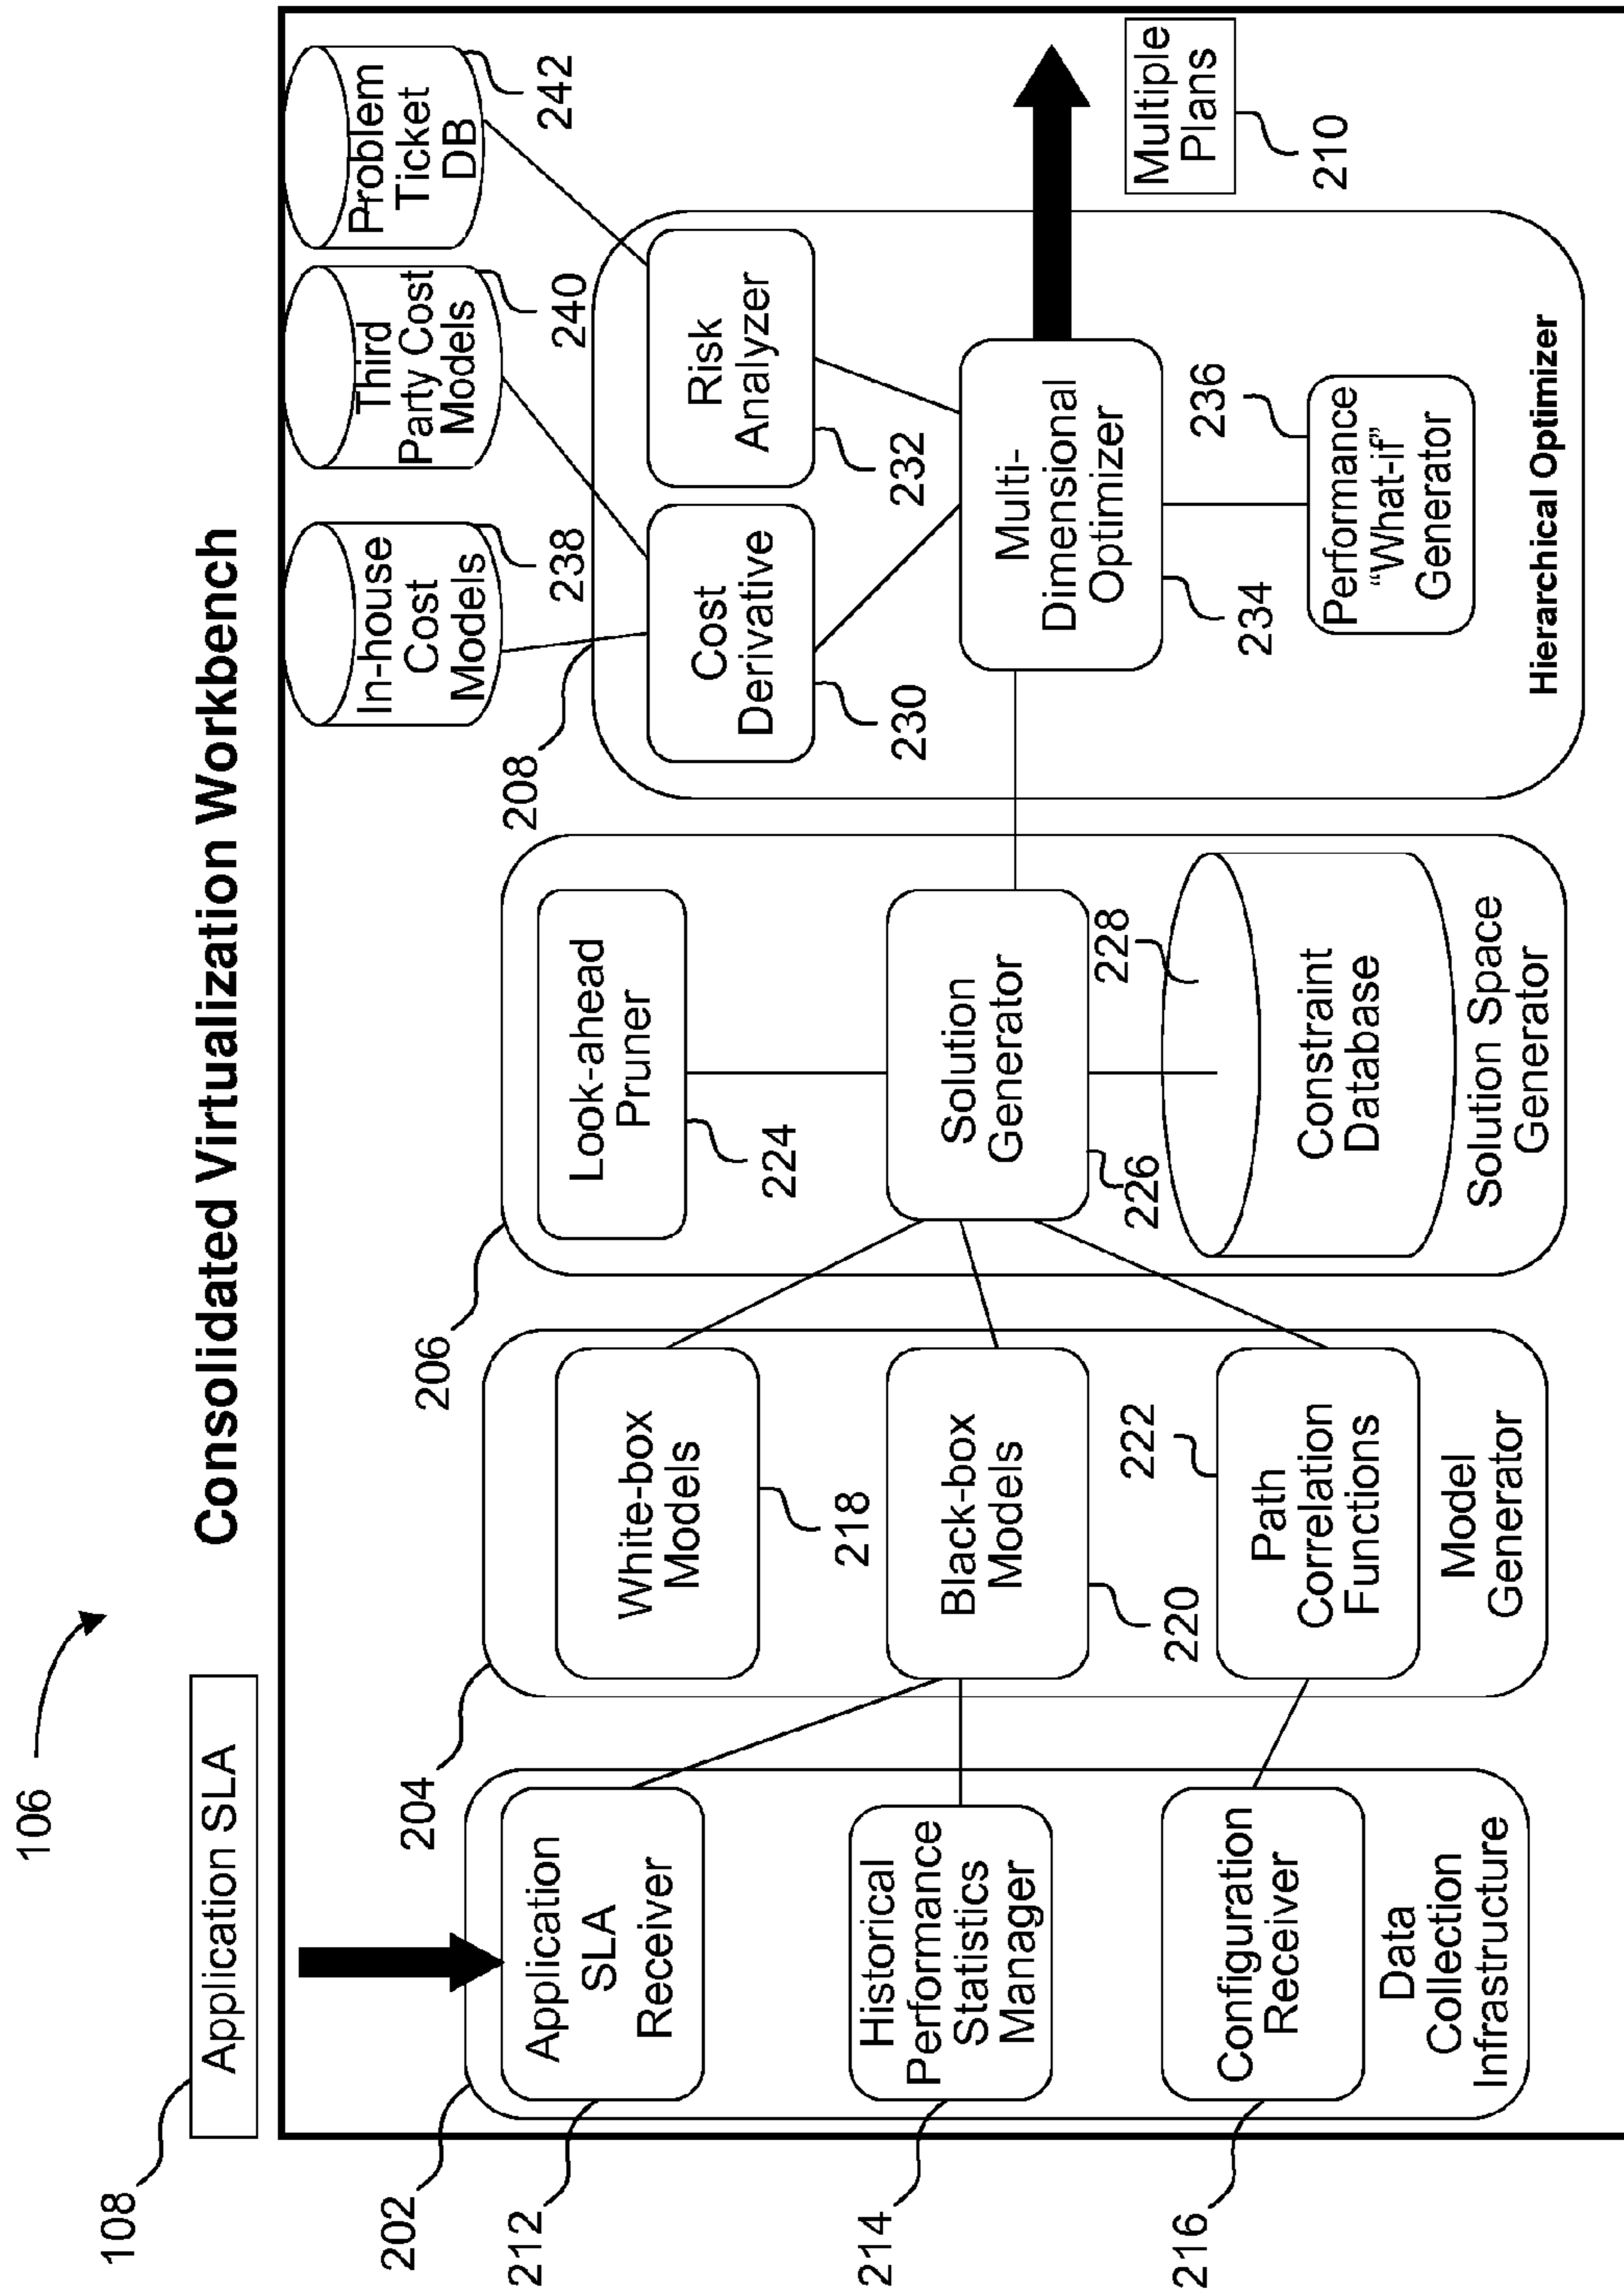 106
Consolidated Virtualization Workbench
108
Application SLA
202
212
Application
SLA
Receiver
214
Historical
Performance
Statistics
Manager
216
Configuration
Receiver
Data
Collection
Infrastructure
204
White-box
Models
218
Black-box
Models
220
222
Path
Correlation
Functions
Model
Generator
206
Look-ahead
Pruner
224
Solution
Generator
226
228
Constraint
Database
Solution Space
Generator
208
In-house
Cost
Models
238
Third
Party Cost
Models
240
Problem
Ticket
DB
242
Cost
Derivative
230
Risk
Analyzer
232
Multi-
Dimensional
Optimizer
234
236
Performance
“What-if”
Generator
Hierarchical Optimizer
Multiple
Plans
210